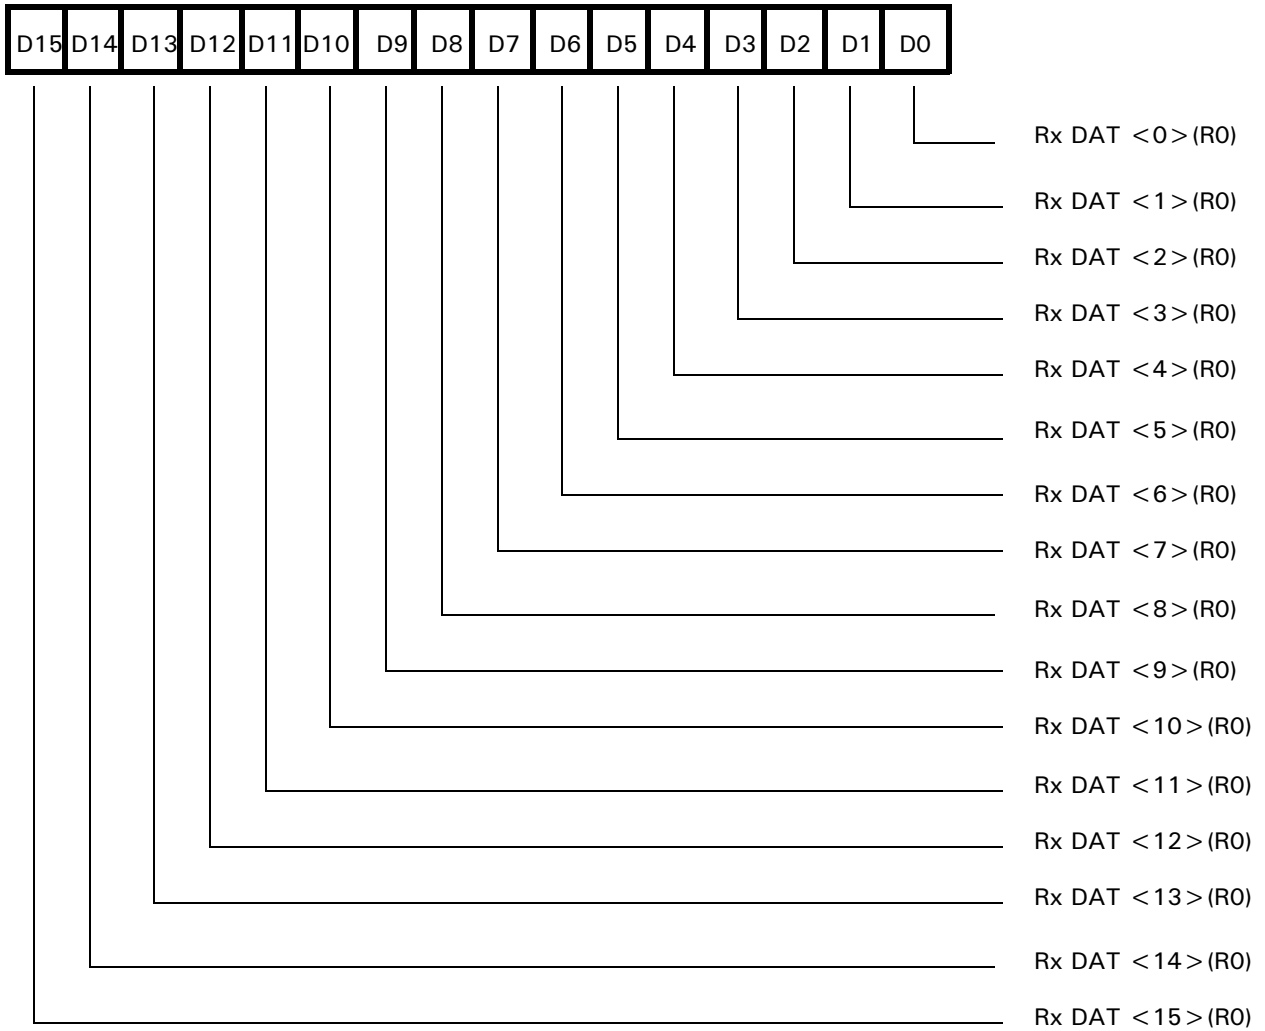 D15 D14 D13 D12 D11 D10 D9 D8 D7 D6 D5 D4 D3 D2 D1 D0
Rx DAT <0>(R0)
Rx DAT <1>(R0)
Rx DAT <2>(R0)
Rx DAT <3>(R0)
Rx DAT <4>(R0)
Rx DAT <5>(R0)
Rx DAT <6>(R0)
Rx DAT <7>(R0)
Rx DAT <8>(R0)
Rx DAT <9>(R0)
Rx DAT <10>(R0)
Rx DAT <11>(R0)
Rx DAT <12>(R0)
Rx DAT <13>(R0)
Rx DAT <14>(R0)
Rx DAT <15>(R0)